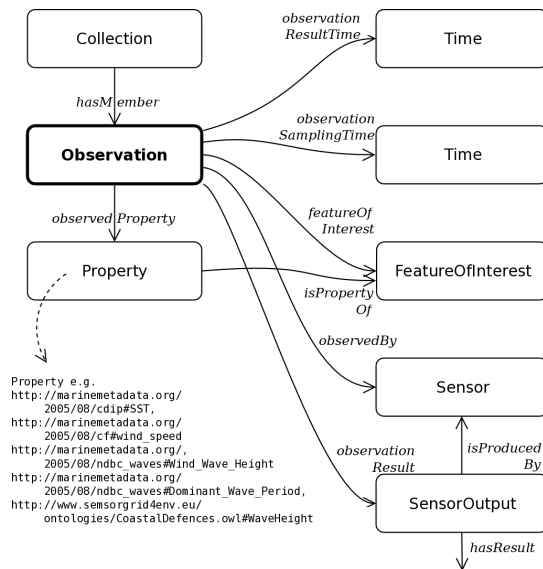 Collection
observation
ResultTime
Time
hasMember
observation
SamplingTime
Time
Observation
observed Property
featureOf
Interest
Property
FeatureOfInterest
isProperty
Of
observedBy
Property e.g.
http://marinemetadata.org/
2005/08/cdip#SST,
http://marinemetadata.org/
2005/08/cf#wind_speed
http://marinemetadata.org/,
2005/08/ndbc_waves#Wind_Wave_Height
http://marinemetadata.org/
2005/08/ndbc_waves#Dominant_Wave_Period,
http://www.semsorgrid4env.eu/
ontologies/CoastalDefences.owl#WaveHeight
Sensor
observation
Result
isProduced
By
SensorOutput
hasResult